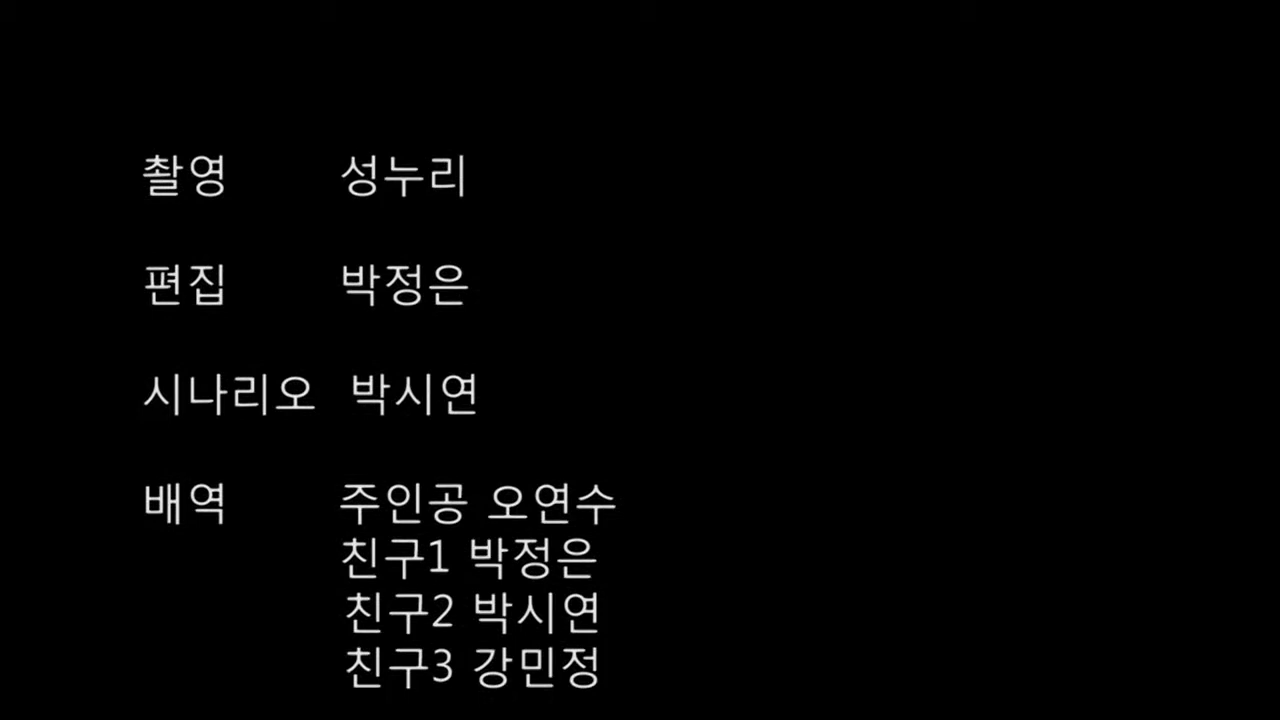 촬영 성누리
편집 박정은
시나리오 박시연
배역 주인공 오연수
친구1 박정은
친구2 박시연
친구3 강민정